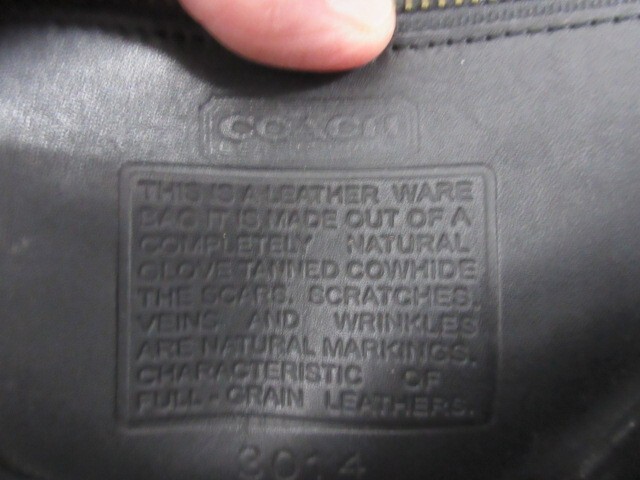 COACH
THIS IS A LEATHER WARE
BAG IT IS MADE OUT OF A
COMPLETELY NATURAL
GLOVE TANNED COWHIDE
THE SCARS, SCRATCHES,
VEINS AND WRINKLES
ARE NATURAL MARKINGS,
CHARACTERISTIC OF
FULL-GRAIN LEATHERS.
3014